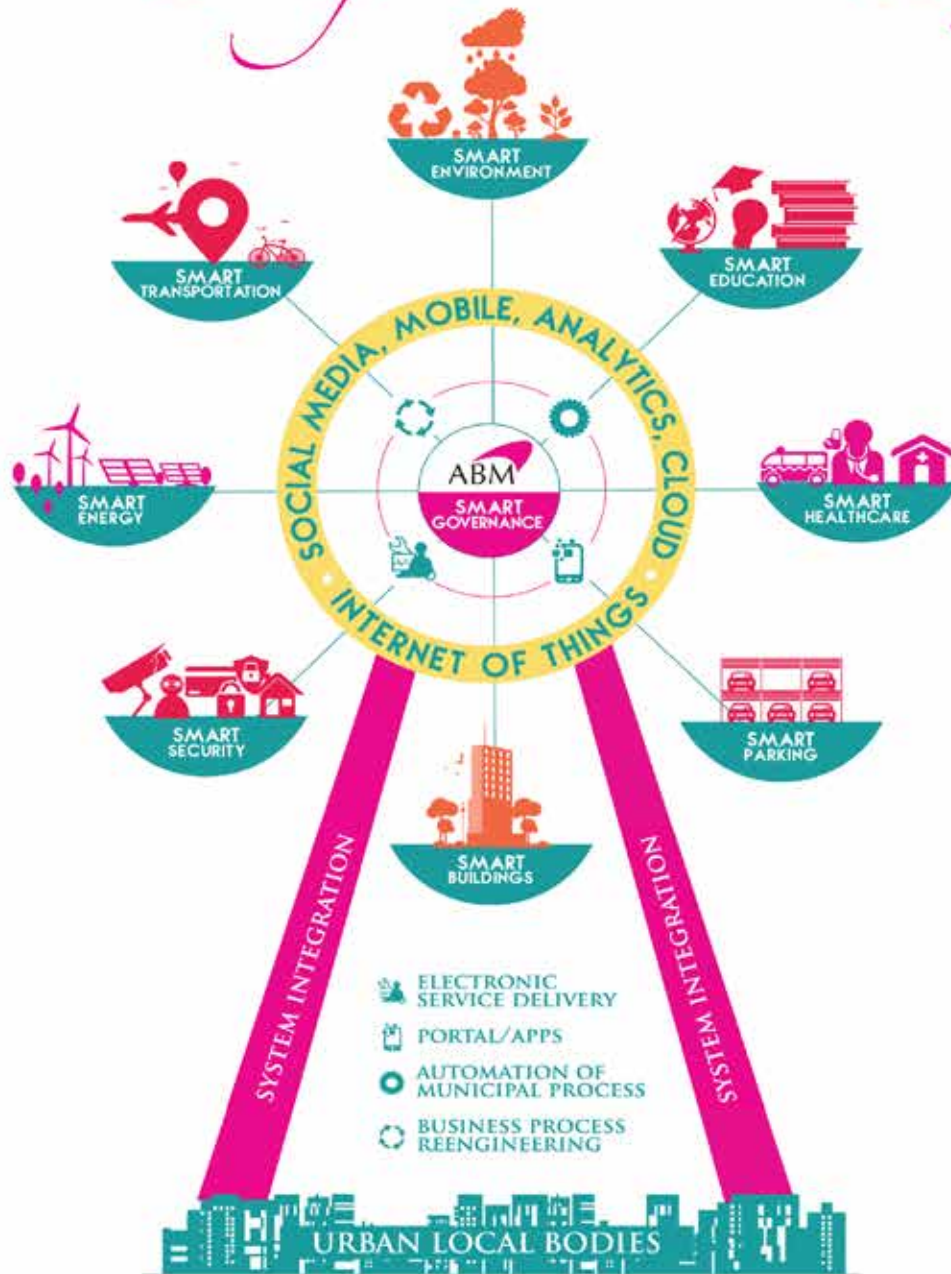 SMART
ENVIRONMENT
SMART
TRANSPORTATION
SMART
EDUCATION
SOCIAL MEDIA, MOBILE, ANALYTICS, CLOUD
ABM
SMART
GOVERNANCE
SMART
ENERGY
SMART
HEALTHCARE
• INTERNET OF THINGS •
SMART
SECURITY
SMART
PARKING
SMART
BUILDINGS
SYSTEM INTEGRATION
SYSTEM INTEGRATION
ELECTRONIC
SERVICE DELIVERY
PORTAL/APPS
AUTOMATION OF
MUNICIPAL PROCESS
BUSINESS PROCESS
REENGINEERING
URBAN LOCAL BODIES